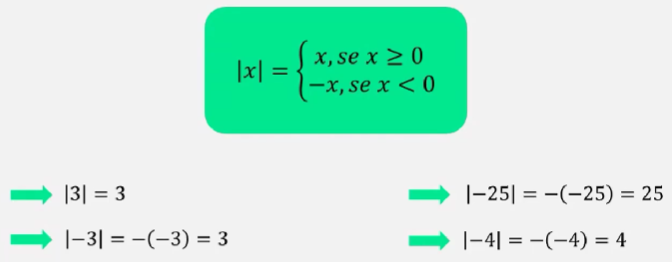 |x| = { x, se x ≥ 0
−x, se x < 0
|3| = 3
|−3| = −(−3) = 3
|−25| = −(−25) = 25
|−4| = −(−4) = 4